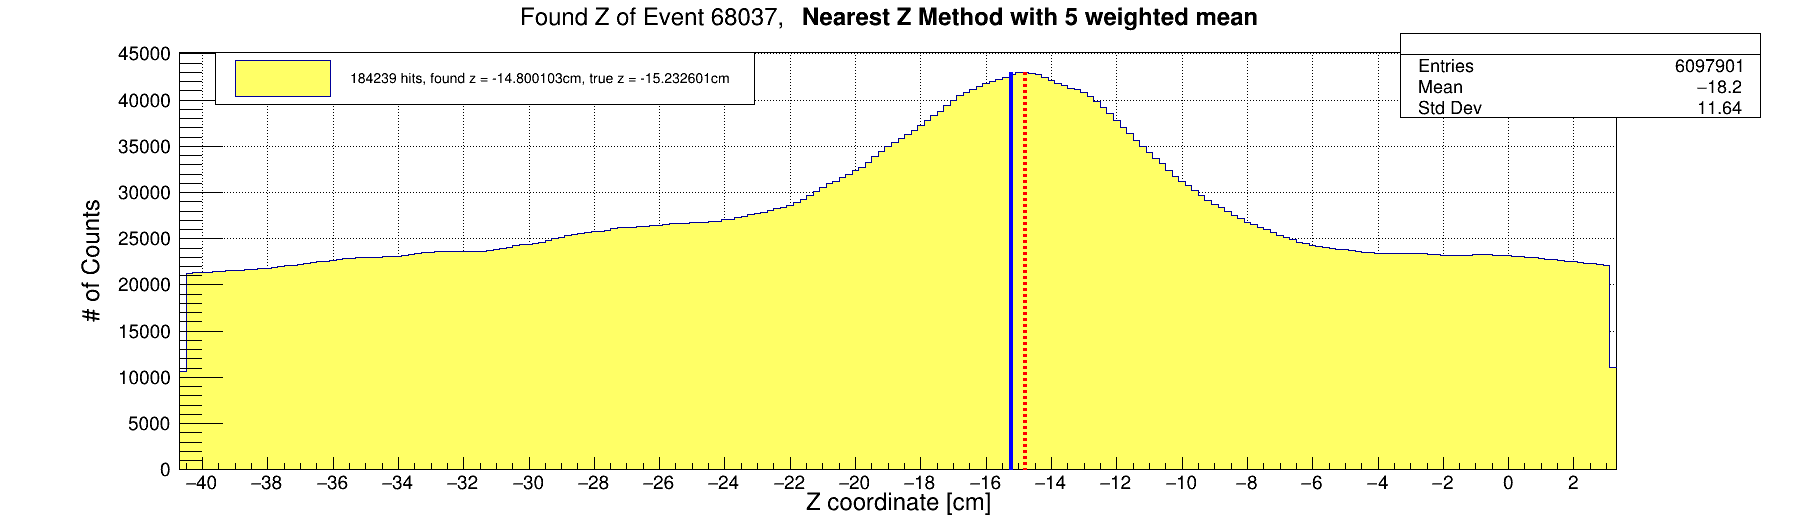 Found Z of Event 68037, Nearest Z Method with 5 weighted mean
184239 hits, found z = -14.800103cm, true z = -15.232601cm
Entries 6097901
Mean −18.2
Std Dev 11.64
45000
40000
35000
30000
25000
20000
15000
10000
5000
0
# of Counts
−40 −38 −36 −34 −32 −30 −28 −26 −24 −22 −20 −18 −16 −14 −12 −10 −8 −6 −4 −2 0 2
Z coordinate [cm]